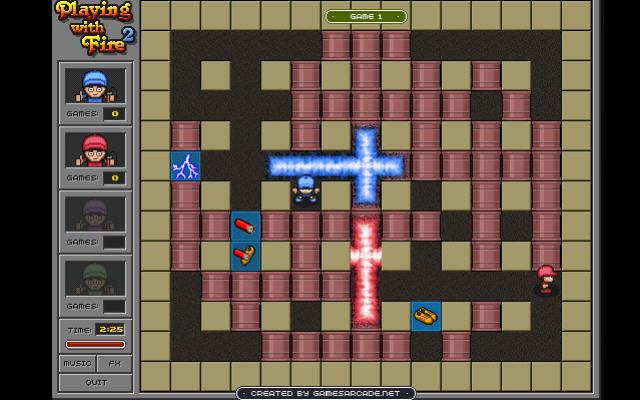 Playing
with
Fire 2
GAME 1
GAMES: 0
GAMES: 0
GAMES:
GAMES:
TIME: 2:25
MUSIC FX
QUIT
CREATED BY GAMESARCADE.NET